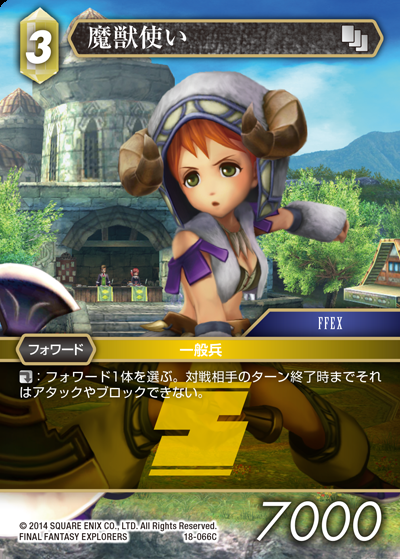 3
魔獣使い
FFEX
フォワード
一般兵
：フォワード1体を選ぶ。対戦相手のターン終了時までそれ
はアタックやブロックできない。
© 2014 SQUARE ENIX CO., LTD. All Rights Reserved.
FINAL FANTASY EXPLORERS
18-066C
7000